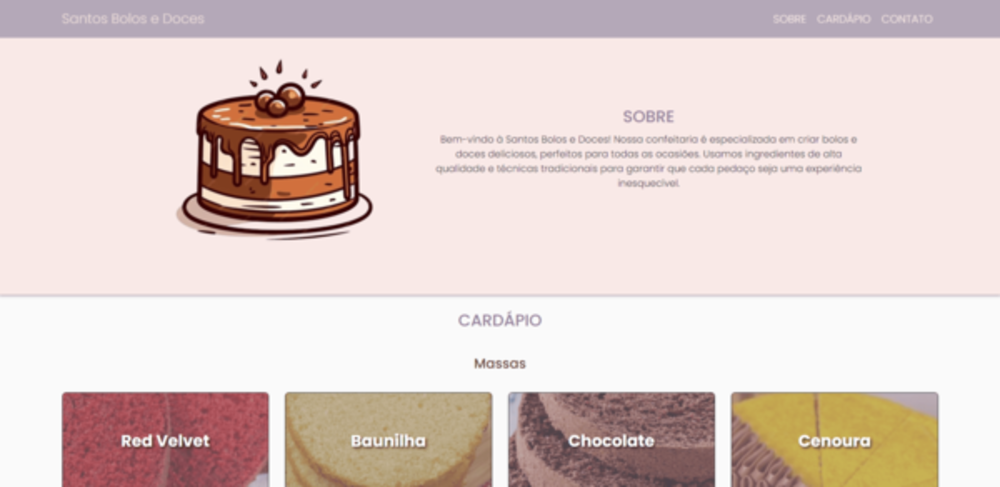 Santos Bolos e Doces
SOBRE CARDÁPIO CONTATO
SOBRE
Bem-vindo à Santos Bolos e Doces! Nossa confeitaria é especializada em criar bolos e
doces deliciosos, perfeitos para todas as ocasiões. Usamos ingredientes de alta
qualidade e técnicas tradicionais para garantir que cada pedaço seja uma experiência
inesquecível.
CARDÁPIO
Massas
Red Velvet
Baunilha
Chocolate
Cenoura